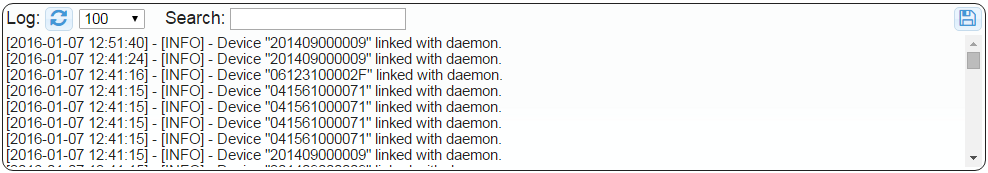 Log: 100 Search:
[2016-01-07 12:51:40] - [INFO] - Device "201409000009" linked with daemon.
[2016-01-07 12:41:24] - [INFO] - Device "201409000009" linked with daemon.
[2016-01-07 12:41:16] - [INFO] - Device "06123100002F" linked with daemon.
[2016-01-07 12:41:15] - [INFO] - Device "041561000071" linked with daemon.
[2016-01-07 12:41:15] - [INFO] - Device "041561000071" linked with daemon.
[2016-01-07 12:41:15] - [INFO] - Device "041561000071" linked with daemon.
[2016-01-07 12:41:15] - [INFO] - Device "041561000071" linked with daemon.
[2016-01-07 12:41:15] - [INFO] - Device "201409000009" linked with daemon.